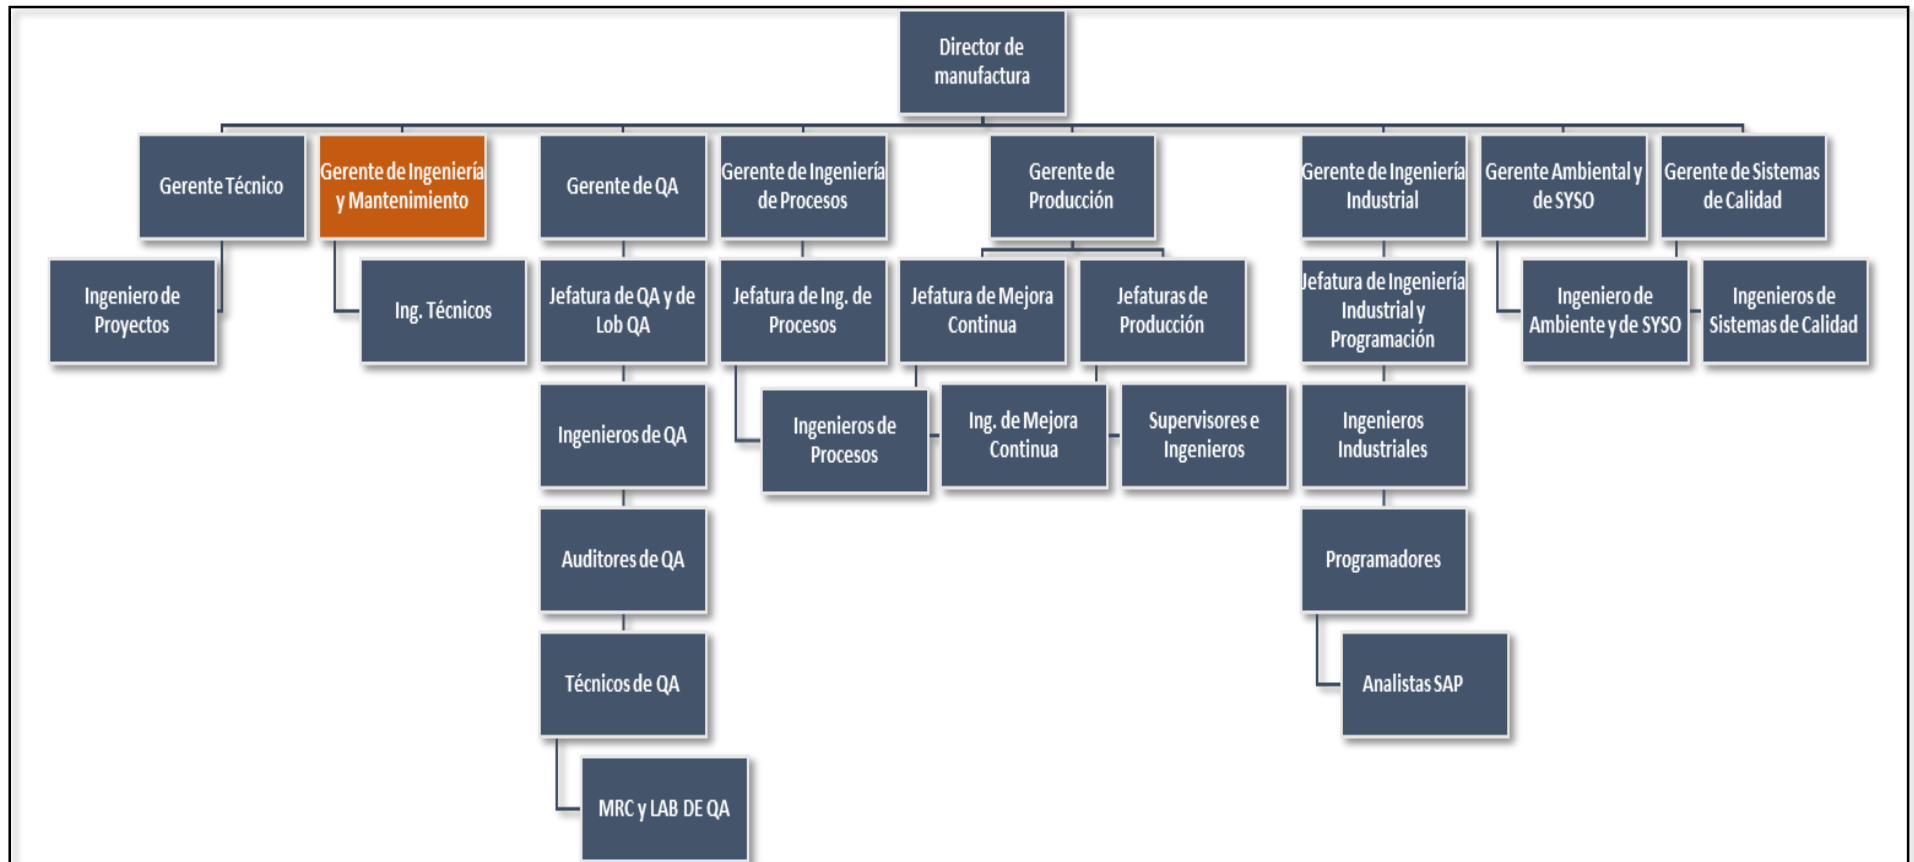 Director de
manufactura
Gerente Técnico
Gerente de Ingeniería
y Mantenimiento
Gerente de QA
Gerente de Ingeniería
de Procesos
Gerente de
Producción
Gerente de Ingeniería
Industrial
Gerente Ambiental y
de SYSO
Gerente de Sistemas
de Calidad
Ingeniero de
Proyectos
Ing. Técnicos
Jefatura de QA y de
Lob QA
Jefatura de Ing. de
Procesos
Jefatura de Mejora
Continua
Jefaturas de
Producción
Jefatura de Ingeniería
Industrial y
Programación
Ingeniero de
Ambiente y de SYSO
Ingenieros de
Sistemas de Calidad
Ingenieros de QA
Ingenieros de
Procesos
Ing. de Mejora
Continua
Supervisores e
Ingenieros
Ingenieros
Industriales
Auditores de QA
Programadores
Técnicos de QA
Analistas SAP
MRC y LAB DE QA